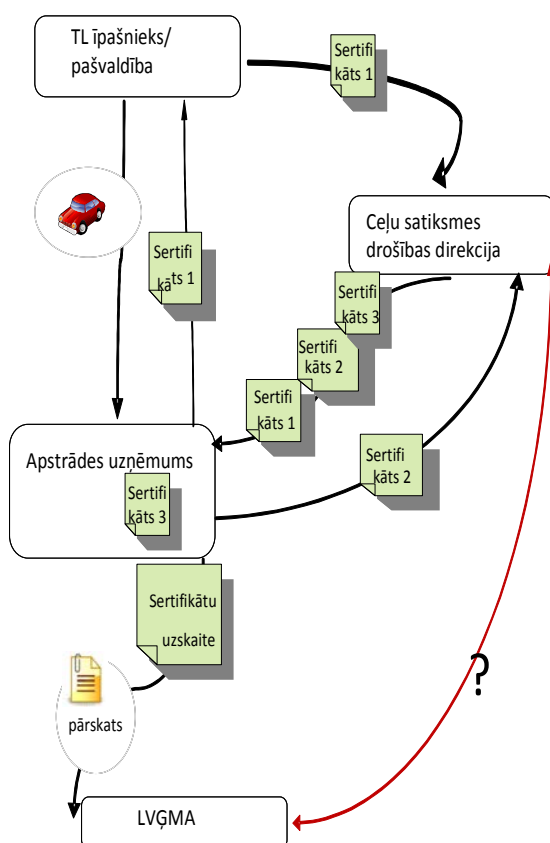 TL īpašnieks/
pašvaldība
Sertifi
kāts 1
Ceļu satiksmes
drošības direkcija
Sertifi
kāts 1
Sertifi
kāts 3
Sertifi
kāts 2
Sertifi
kāts 1
Apstrādes uzņēmums
Sertifi
kāts 3
Sertifi
kāts 2
Sertifikātu
uzskaite
?
pārskats
LVĢMA